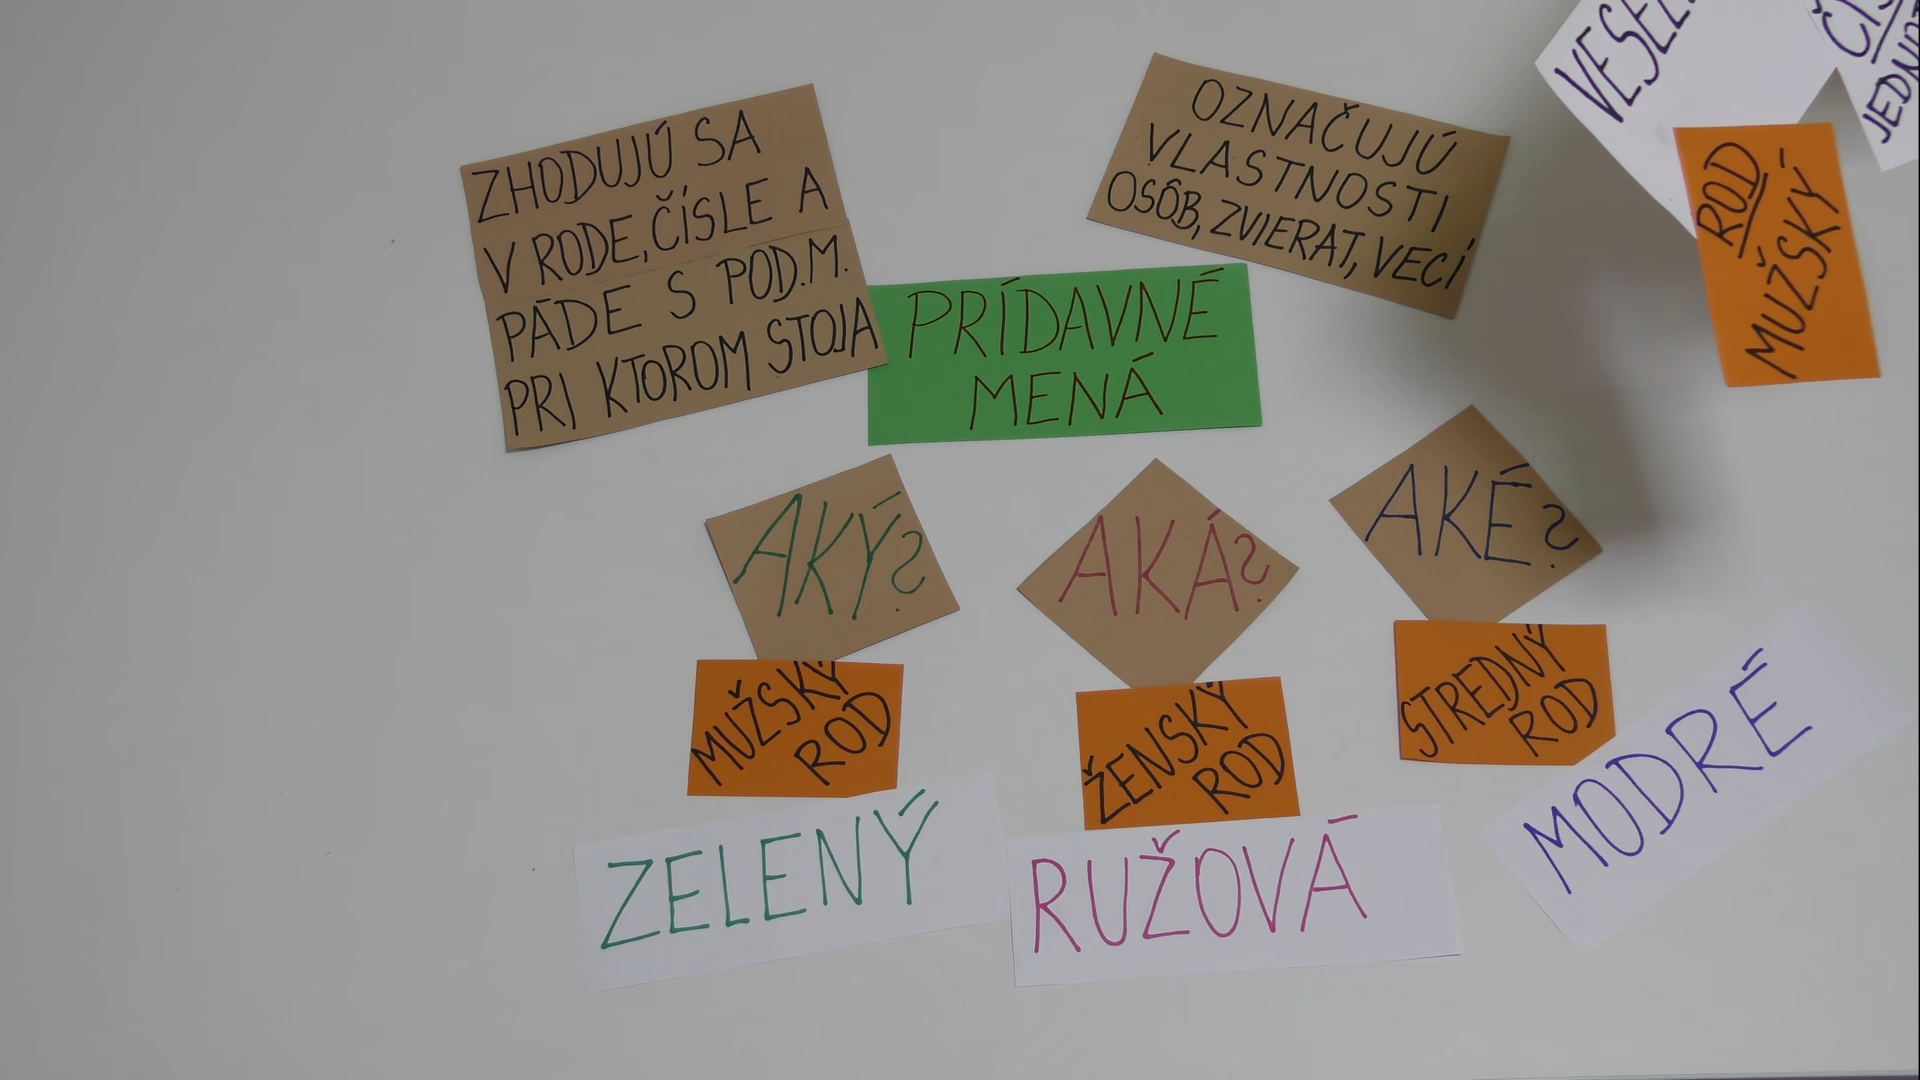 ZHODUJÚ SA
V RODE, ČÍSLE A
PÁDE S POD.M.
PRI KTOROM STOJA
OZNAČUJÚ
VLASTNOSTI
OSÔB, ZVIERAT, VECÍ
PRÍDAVNÉ
MENÁ
ROD
MUŽSKÝ
AKÝ?
AKÁ?
AKÉ?
MUŽSKÝ
ROD
ŽENSKÝ
ROD
STREDNÝ
ROD
ZELENÝ
RUŽOVÁ
MODRÉ